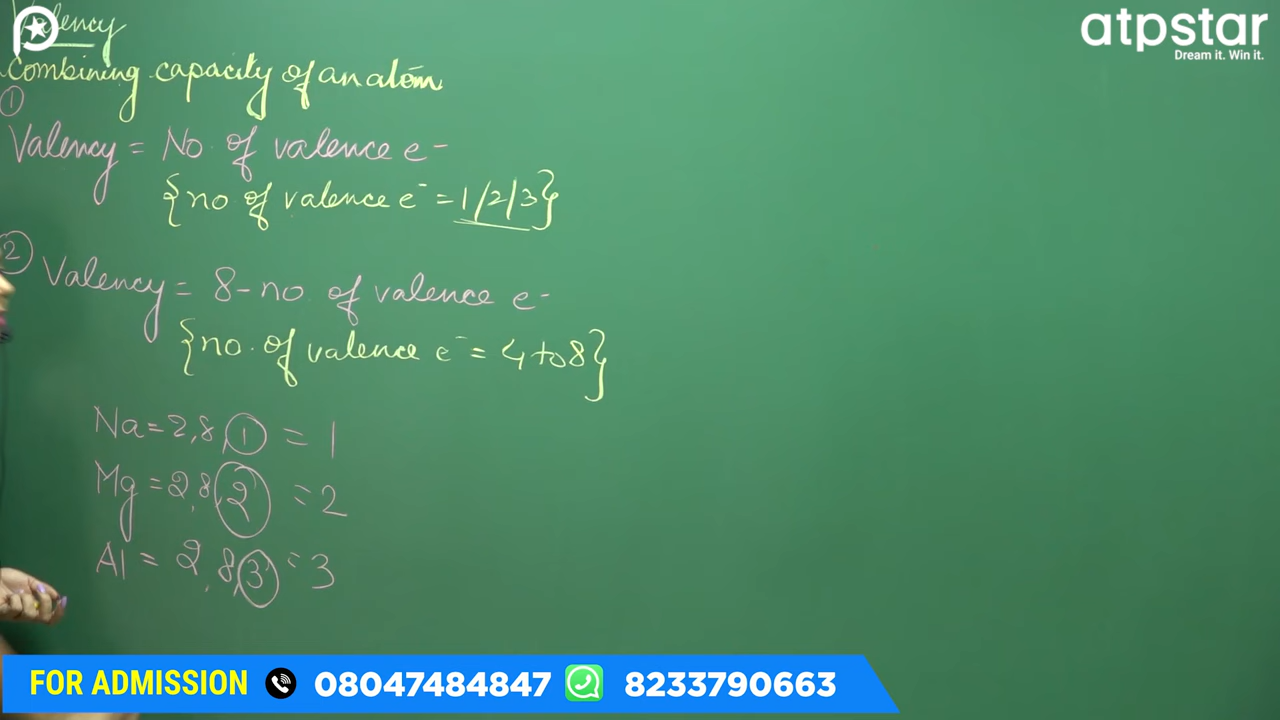 Valency
atpstar
Dream it. Win it.
Combining capacity of an atom
①
Valency = No. of valence e-
{no of valence e- = 1/2/3}
②
Valency = 8-no. of valence e-
{no. of valence e- = 4 to 8}
Na = 2,8,1 = 1
Mg = 2,8,2 = 2
Al = 2,8,3 = 3
FOR ADMISSION 08047484847 8233790663